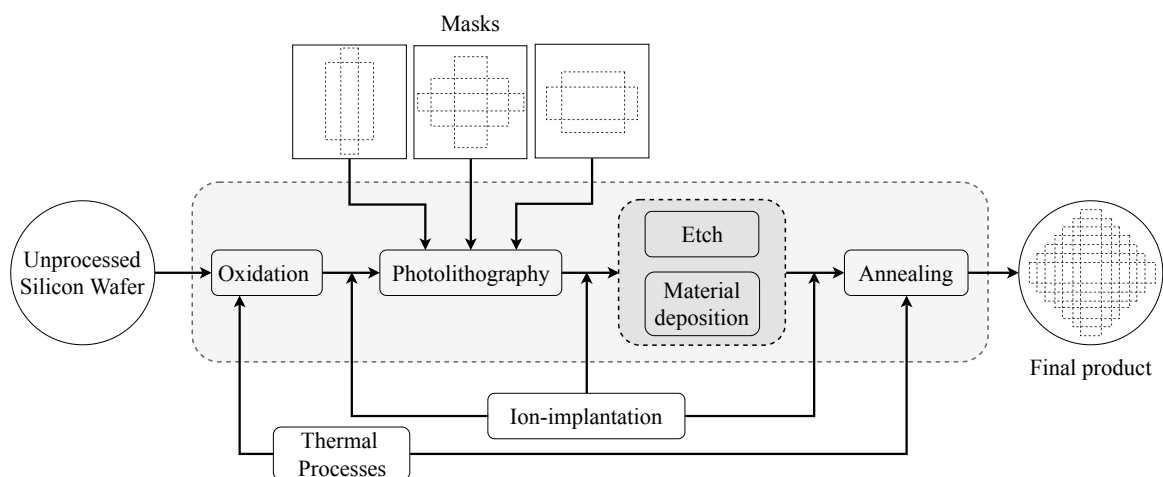 Masks
Unprocessed
Silicon Wafer
Oxidation
Photolithography
Etch
Material
deposition
Annealing
Final product
Ion-implantation
Thermal
Processes